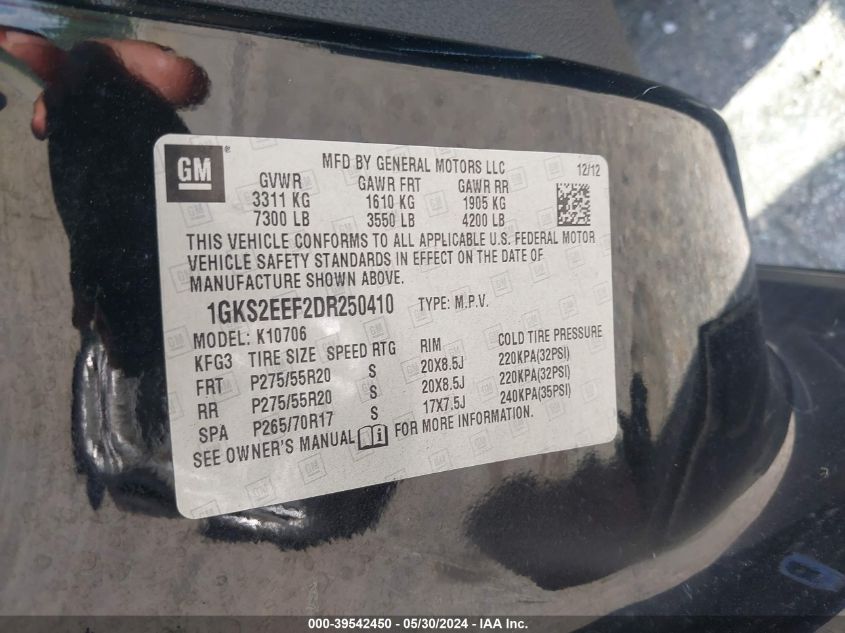 GM ® MFD BY GENERAL MOTORS LLC 12/12
GVWR GAWR FRT GAWR RR
3311 KG 1610 KG 1905 KG
7300 LB 3550 LB 4200 LB
THIS VEHICLE CONFORMS TO ALL APPLICABLE U.S. FEDERAL MOTOR
VEHICLE SAFETY STANDARDS IN EFFECT ON THE DATE OF
MANUFACTURE SHOWN ABOVE.
1GKS2EEF2DR250410 TYPE: M.P.V.
MODEL: K10706
KFG3 TIRE SIZE SPEED RTG RIM COLD TIRE PRESSURE
FRT P275/55R20 S 20X8.5J 220KPA(32PSI)
RR P275/55R20 S 20X8.5J 220KPA(32PSI)
SPA P265/70R17 S 17X7.5J 240KPA(35PSI)
SEE OWNER'S MANUAL i FOR MORE INFORMATION.
000-39542450 - 05/30/2024 - IAA Inc.